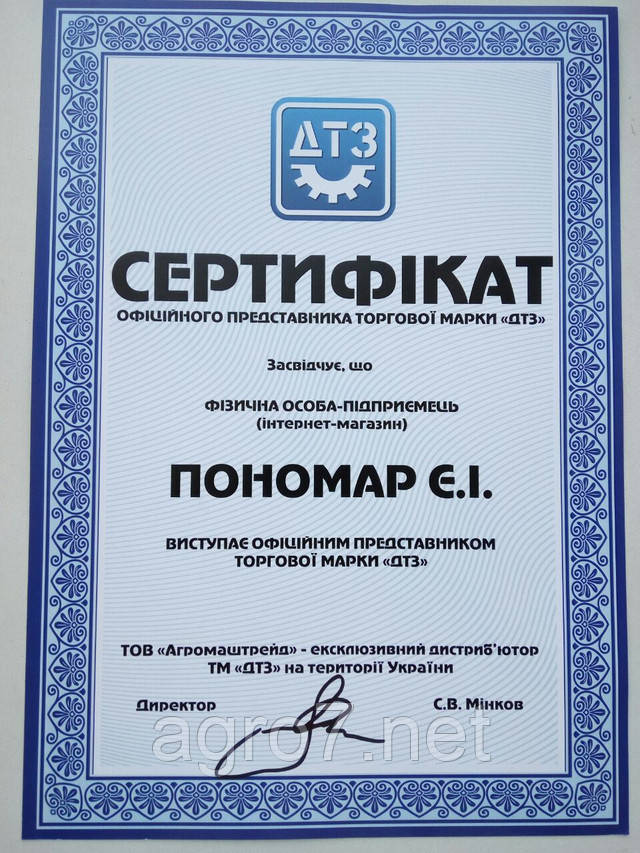 ДТЗ
СЕРТИФІКАТ
ОФІЦІЙНОГО ПРЕДСТАВНИКА ТОРГОВОЇ МАРКИ «ДТЗ»
Засвідчує, що
ФІЗИЧНА ОСОБА-ПІДПРИЄМЕЦЬ
(інтернет-магазин)
ПОНОМАР Є.І.
ВИСТУПАЄ ОФІЦІЙНИМ ПРЕДСТАВНИКОМ
ТОРГОВОЇ МАРКИ «ДТЗ»
ТОВ «Агромаштрейд» - ексклюзивний дистриб'ютор
ТМ «ДТЗ» на території України
Директор С.В. Мінков
agro7.net